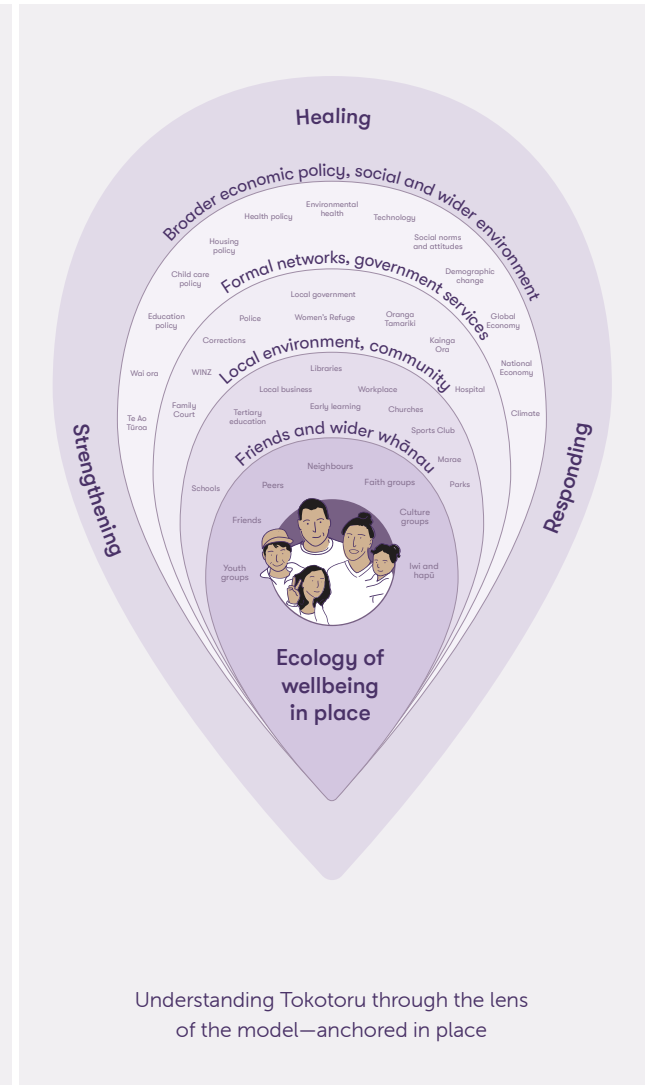 Healing
Broader economic policy, social and wider environment
Environmental
health
Health policy
Technology
Housing
policy
Social norms
and attitudes
Child care
policy
Demographic
change
Education
policy
Global
Economy
Wai ora
National
Economy
Te Ao
Tūroa
Climate
Formal networks, government services
Local government
Police
Women's Refuge
Oranga
Tamariki
Corrections
Kainga
Ora
WINZ
Hospital
Family
Court
Local environment, community
Libraries
Local business
Workplace
Tertiary
education
Early learning
Churches
Sports Club
Marae
Schools
Parks
Friends and wider whānau
Neighbours
Peers
Faith groups
Friends
Culture
groups
Youth
groups
Iwi and
hapū
Strengthening
Responding
Ecology of
wellbeing
in place
Understanding Tokotoru through the lens
of the model—anchored in place